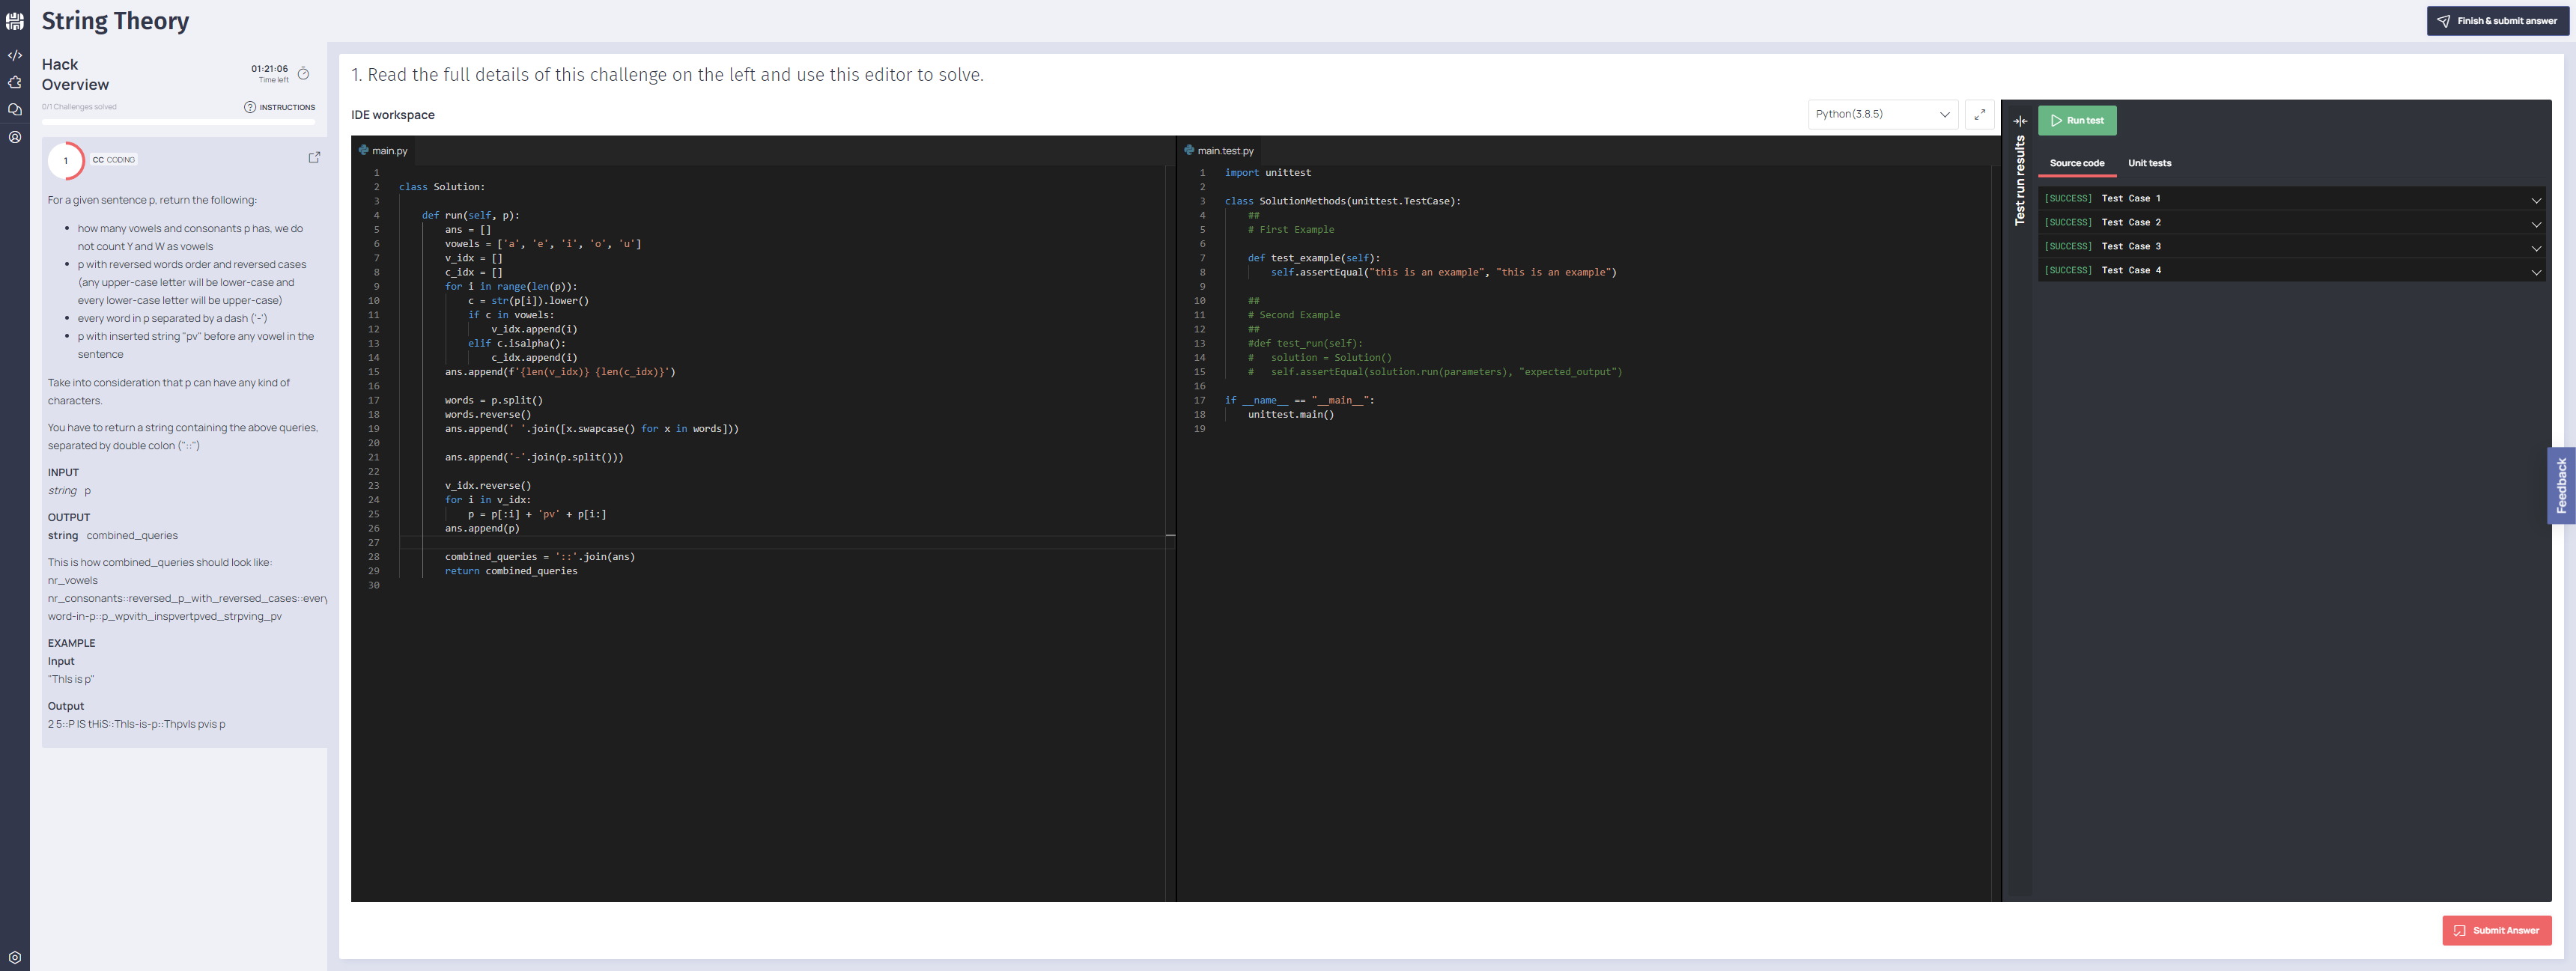 String Theory
Finish & submit answer
Hack
Overview
01:21:06
Time left
0/1 Challenges solved
INSTRUCTIONS
1
CC CODING
For a given sentence p, return the following:
how many vowels and consonants p has, we do
not count Y and W as vowels
p with reversed words order and reversed cases
(any upper-case letter will be lower-case and
every lower-case letter will be upper-case)
every word in p separated by a dash ('-')
p with inserted string "pv" before any vowel in the
sentence
Take into consideration that p can have any kind of
characters.
You have to return a string containing the above queries,
separated by double colon ("::")
INPUT
string p
OUTPUT
string combined_queries
This is how combined_queries should look like:
nr_vowels
nr_consonants::reversed_p_with_reversed_cases::every
word-in-p::p_wpvith_inspvertpved_strpving_pv
EXAMPLE
Input
"ThIs is p"
Output
2 5::P IS tHiS::ThIs-is-p::ThpvIs pvis p
1. Read the full details of this challenge on the left and use this editor to solve.
IDE workspace
Python(3.8.5)
main.py
1
2 class Solution:
3
4 def run(self, p):
5 ans = []
6 vowels = ['a', 'e', 'i', 'o', 'u']
7 v_idx = []
8 c_idx = []
9 for i in range(len(p)):
10 c = str(p[i]).lower()
11 if c in vowels:
12 v_idx.append(i)
13 elif c.isalpha():
14 c_idx.append(i)
15 ans.append(f'{len(v_idx)} {len(c_idx)}')
16
17 words = p.split()
18 words.reverse()
19 ans.append(' '.join([x.swapcase() for x in words]))
20
21 ans.append('-'.join(p.split()))
22
23 v_idx.reverse()
24 for i in v_idx:
25 p = p[:i] + 'pv' + p[i:]
26 ans.append(p)
27
28 combined_queries = '::'.join(ans)
29 return combined_queries
30
main.test.py
1 import unittest
2
3 class SolutionMethods(unittest.TestCase):
4 ##
5 # First Example
6
7 def test_example(self):
8 self.assertEqual("this is an example", "this is an example")
9
10 ##
11 # Second Example
12 ##
13 #def test_run(self):
14 # solution = Solution()
15 # self.assertEqual(solution.run(parameters), "expected_output")
16
17 if __name__ == "__main__":
18 unittest.main()
19
Test run results
Run test
Source code Unit tests
[SUCCESS] Test Case 1
[SUCCESS] Test Case 2
[SUCCESS] Test Case 3
[SUCCESS] Test Case 4
Feedback
Submit Answer